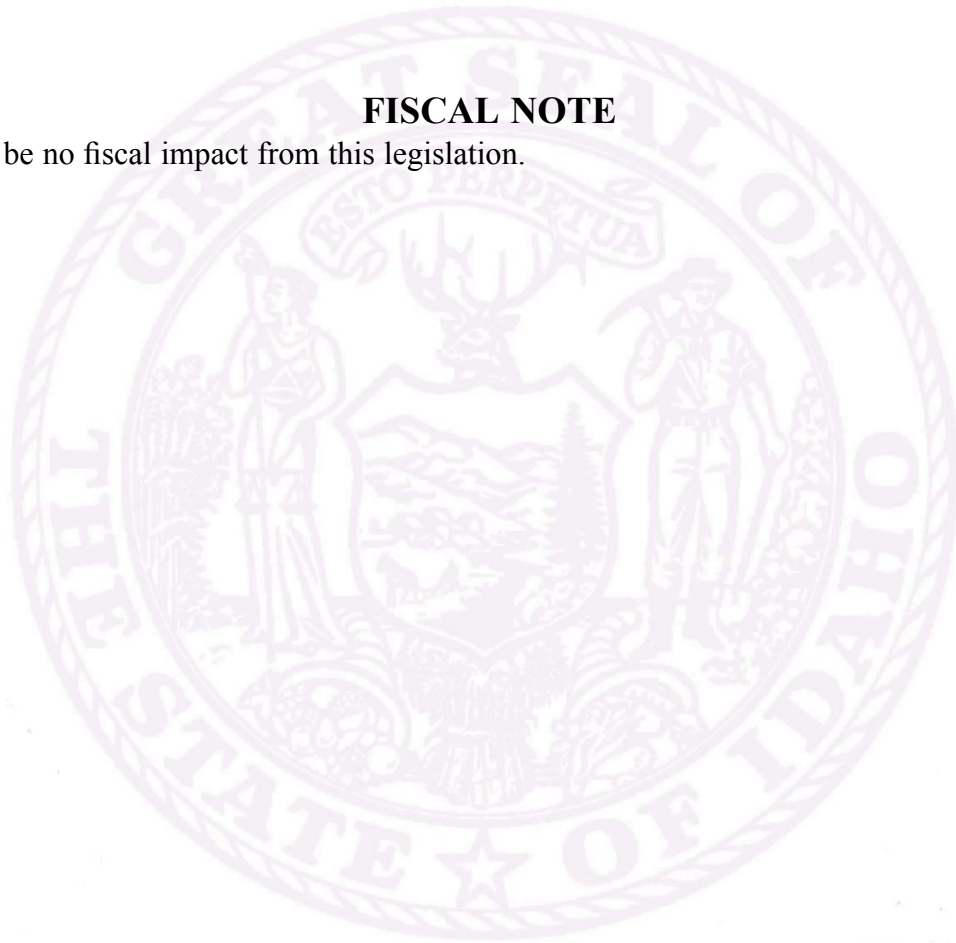 FISCAL NOTE
be no fiscal impact from this legislation.
GREAT SEAL OF
THE STATE OF IDAHO
ESTO PERPETUA